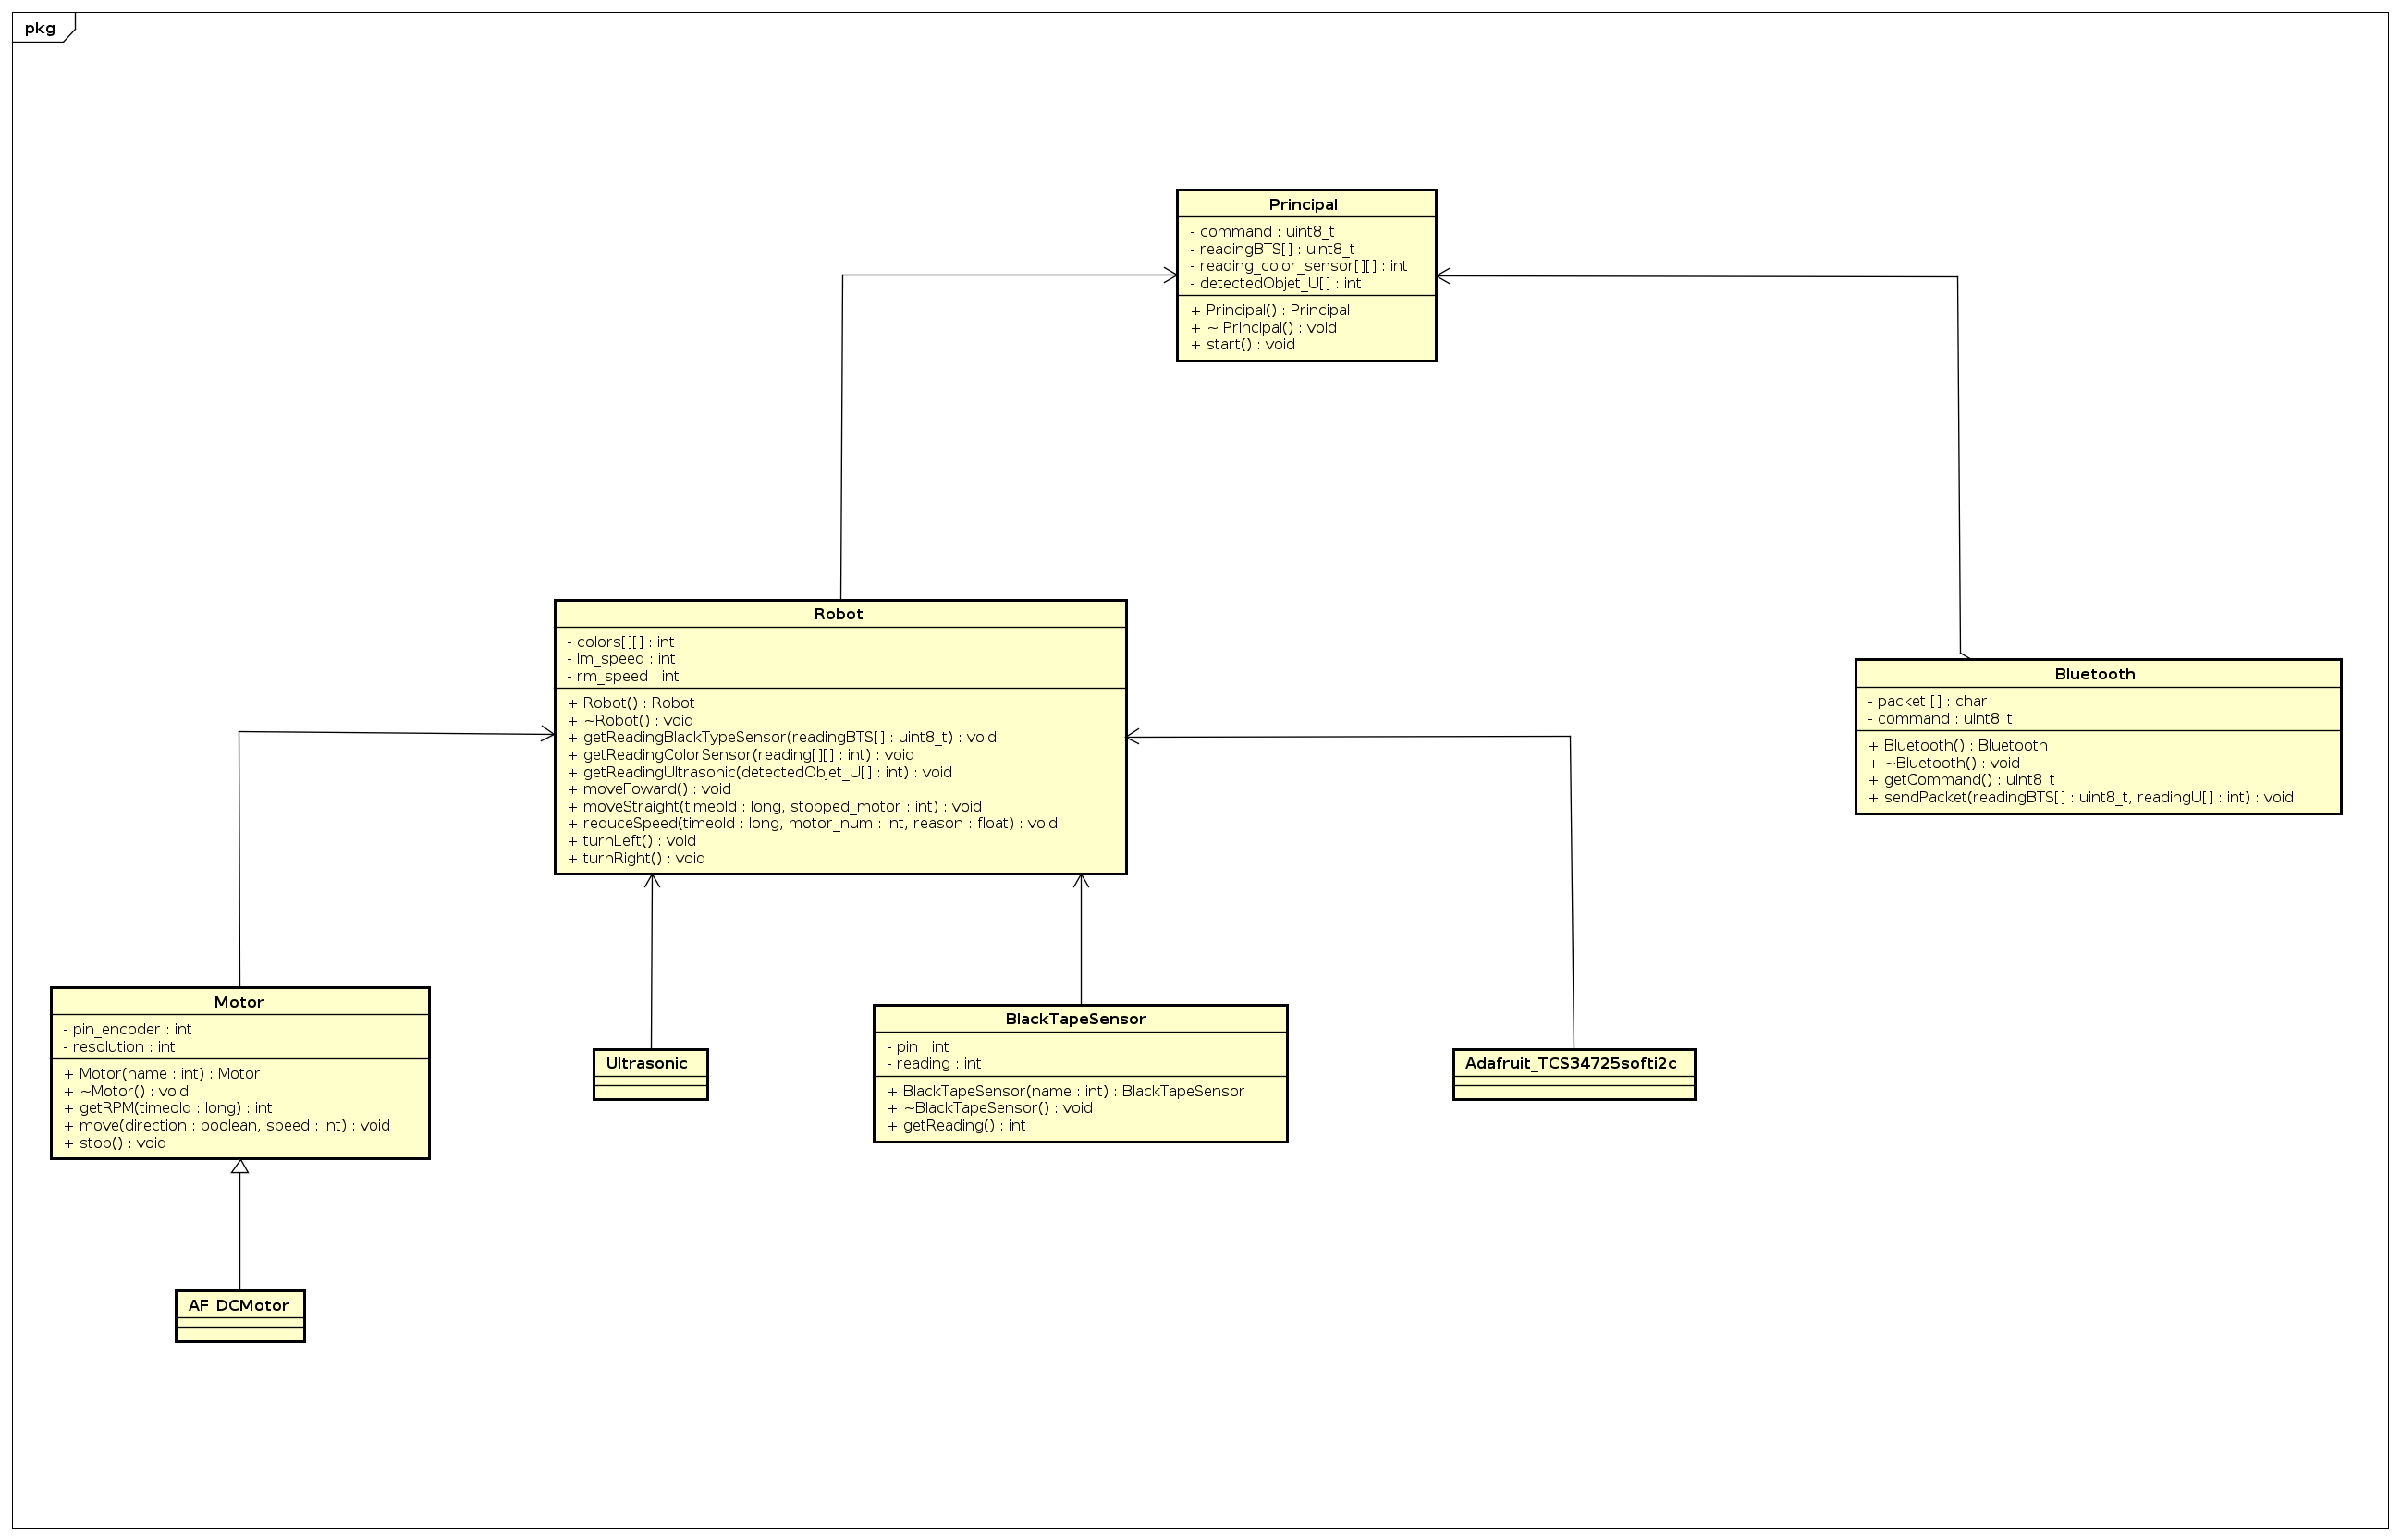 pkg
Principal
- command : uint8_t
- readingBTS[] : uint8_t
- reading_color_sensor[][] : int
- detectedObjet_U[] : int
+ Principal() : Principal
+ ~ Principal() : void
+ start() : void
Robot
- colors[][] : int
- lm_speed : int
- rm_speed : int
+ Robot() : Robot
+ ~Robot() : void
+ getReadingBlackTypeSensor(readingBTS[] : uint8_t) : void
+ getReadingColorSensor(reading[][] : int) : void
+ getReadingUltrasonic(detectedObjet_U[] : int) : void
+ moveFoward() : void
+ moveStraight(timeold : long, stopped_motor : int) : void
+ reduceSpeed(timeold : long, motor_num : int, reason : float) : void
+ turnLeft() : void
+ turnRight() : void
Bluetooth
- packet [] : char
- command : uint8_t
+ Bluetooth() : Bluetooth
+ ~Bluetooth() : void
+ getCommand() : uint8_t
+ sendPacket(readingBTS[] : uint8_t, readingU[] : int) : void
Motor
- pin_encoder : int
- resolution : int
+ Motor(name : int) : Motor
+ ~Motor() : void
+ getRPM(timeold : long) : int
+ move(direction : boolean, speed : int) : void
+ stop() : void
Ultrasonic
BlackTapeSensor
- pin : int
- reading : int
+ BlackTapeSensor(name : int) : BlackTapeSensor
+ ~BlackTapeSensor() : void
+ getReading() : int
Adafruit_TCS34725softi2c
AF_DCMotor